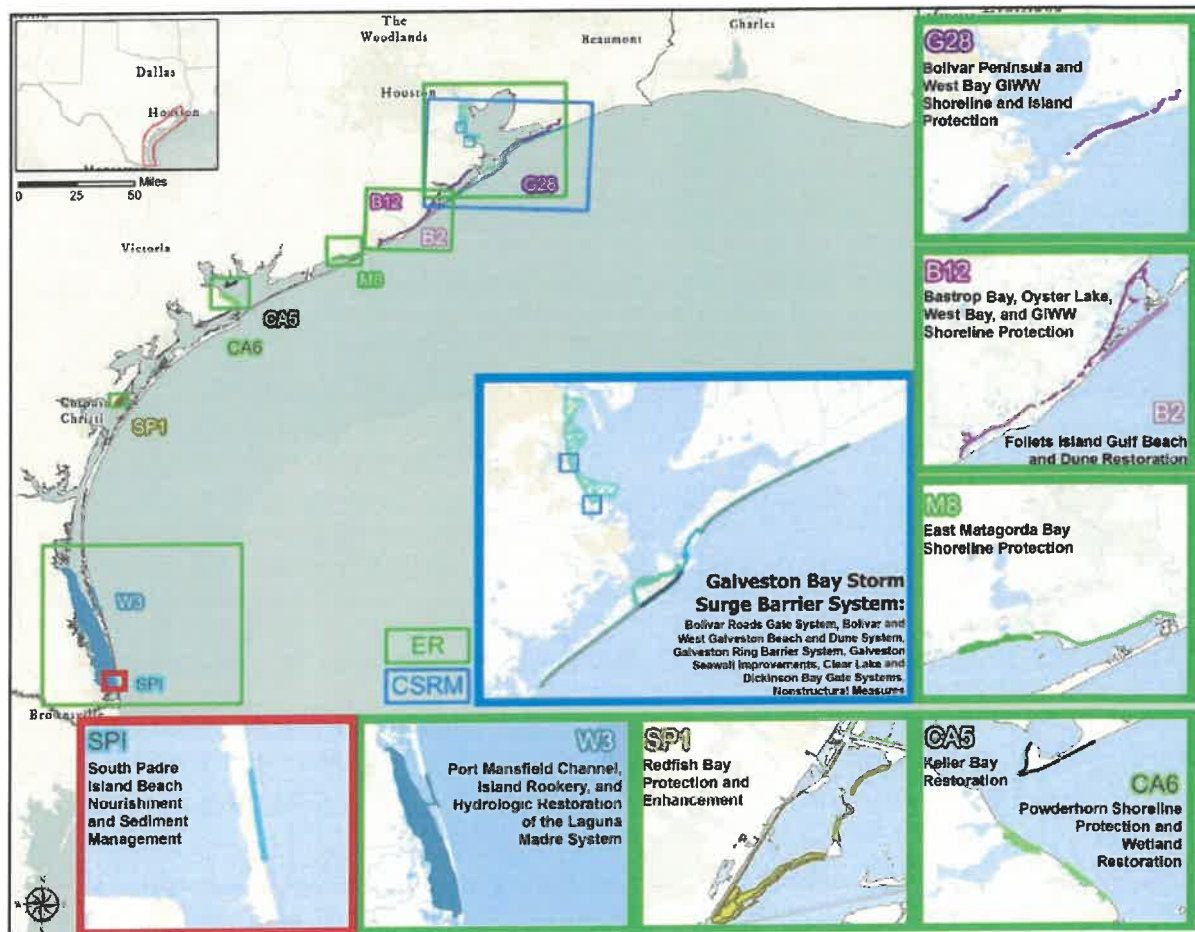 The
Woodlands
Beaumont
Charles
Dallas
Houston
Houston
Miles
0 25 50
Victoria
G28
B12
B2
M8
CA5
CA6
Christi
SP1
W3
SPI
Brownsville
ER
CSRM
G28
Bolivar Peninsula and
West Bay GIWW
Shoreline and Island
Protection
B12
Bastrop Bay, Oyster Lake,
West Bay, and GIWW
Shoreline Protection
B2
Follets Island Gulf Beach
and Dune Restoration
M8
East Matagorda Bay
Shoreline Protection
Galveston Bay Storm
Surge Barrier System:
Bolivar Roads Gate System, Bolivar and
West Galveston Beach and Dune System,
Galveston Ring Barrier System, Galveston
Seawall Improvements, Clear Lake and
Dickinson Bay Gate Systems,
Nonstructural Measures
SPI
South Padre
Island Beach
Nourishment
and Sediment
Management
W3
Port Mansfield Channel,
Island Rookery, and
Hydrologic Restoration
of the Laguna
Madre System
SP1
Redfish Bay
Protection and
Enhancement
CA5
Keller Bay
Restoration
CA6
Powderhorn Shoreline
Protection and
Wetland
Restoration